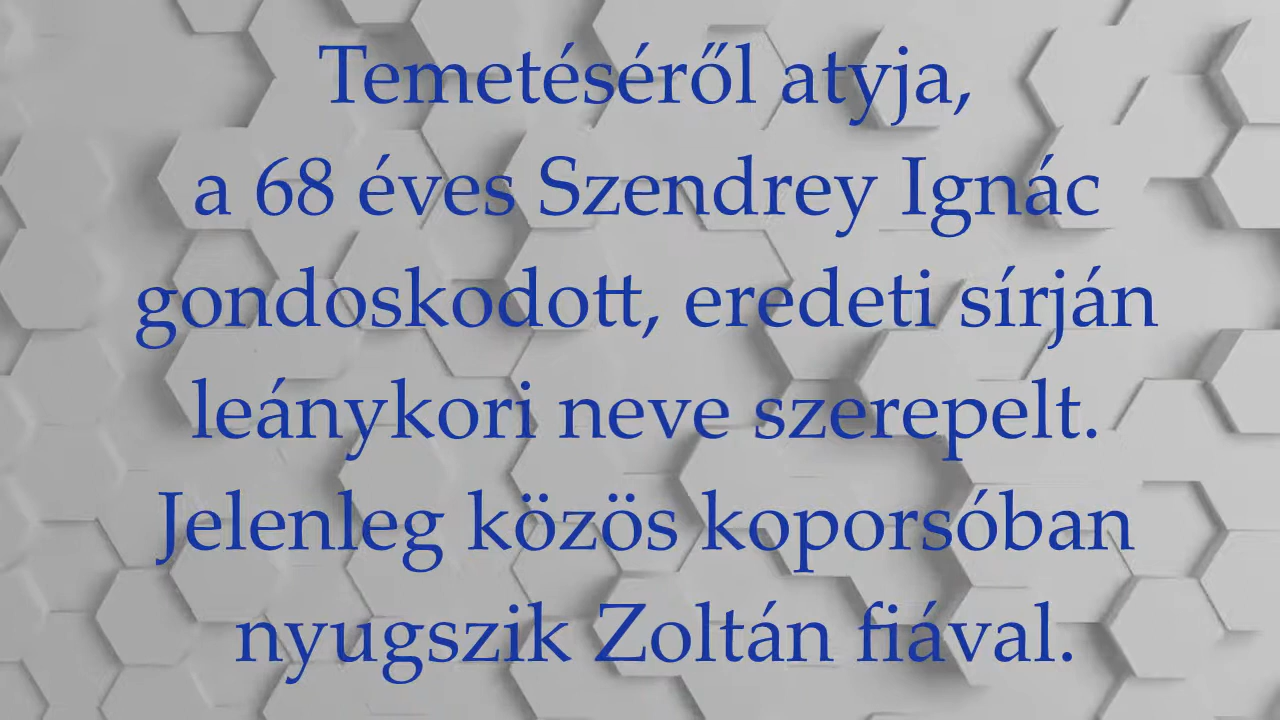 Temetéséről atyja,
a 68 éves Szendrey Ignác
gondoskodott, eredeti sírján
leánykori neve szerepelt.
Jelenleg közös koporsóban
nyugszik Zoltán fiával.